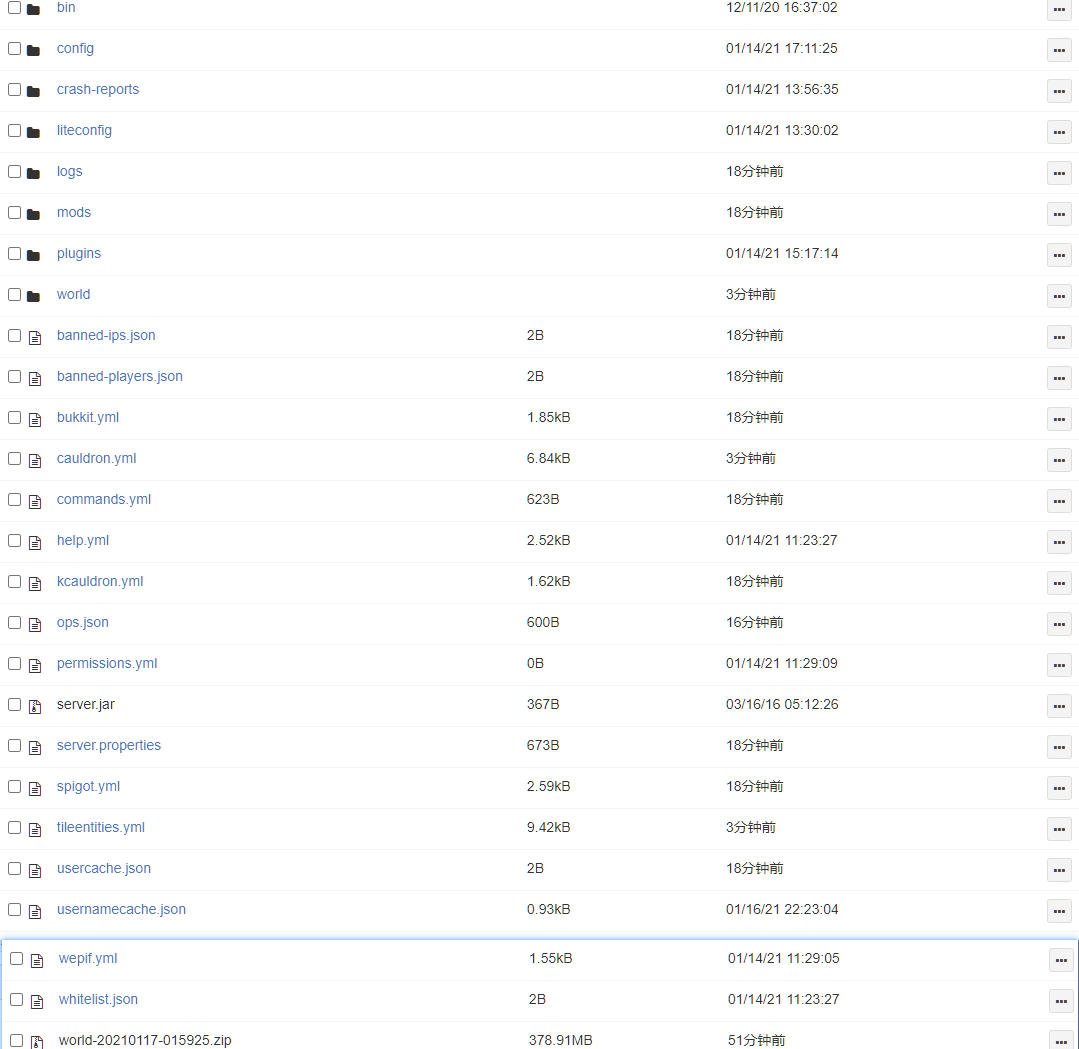 bin 12/11/20 16:37:02
config 01/14/21 17:11:25
crash-reports 01/14/21 13:56:35
liteconfig 01/14/21 13:30:02
logs 18分钟前
mods 18分钟前
plugins 01/14/21 15:17:14
world 3分钟前
banned-ips.json 2B 18分钟前
banned-players.json 2B 18分钟前
bukkit.yml 1.85kB 18分钟前
cauldron.yml 6.84kB 3分钟前
commands.yml 623B 18分钟前
help.yml 2.52kB 01/14/21 11:23:27
kcauldron.yml 1.62kB 18分钟前
ops.json 600B 16分钟前
permissions.yml 0B 01/14/21 11:29:09
server.jar 367B 03/16/16 05:12:26
server.properties 673B 18分钟前
spigot.yml 2.59kB 18分钟前
tileentities.yml 9.42kB 3分钟前
usercache.json 2B 18分钟前
usernamecache.json 0.93kB 01/16/21 22:23:04
wepif.yml 1.55kB 01/14/21 11:29:05
whitelist.json 2B 01/14/21 11:23:27
world-20210117-015925.zip 378.91MB 51分钟前